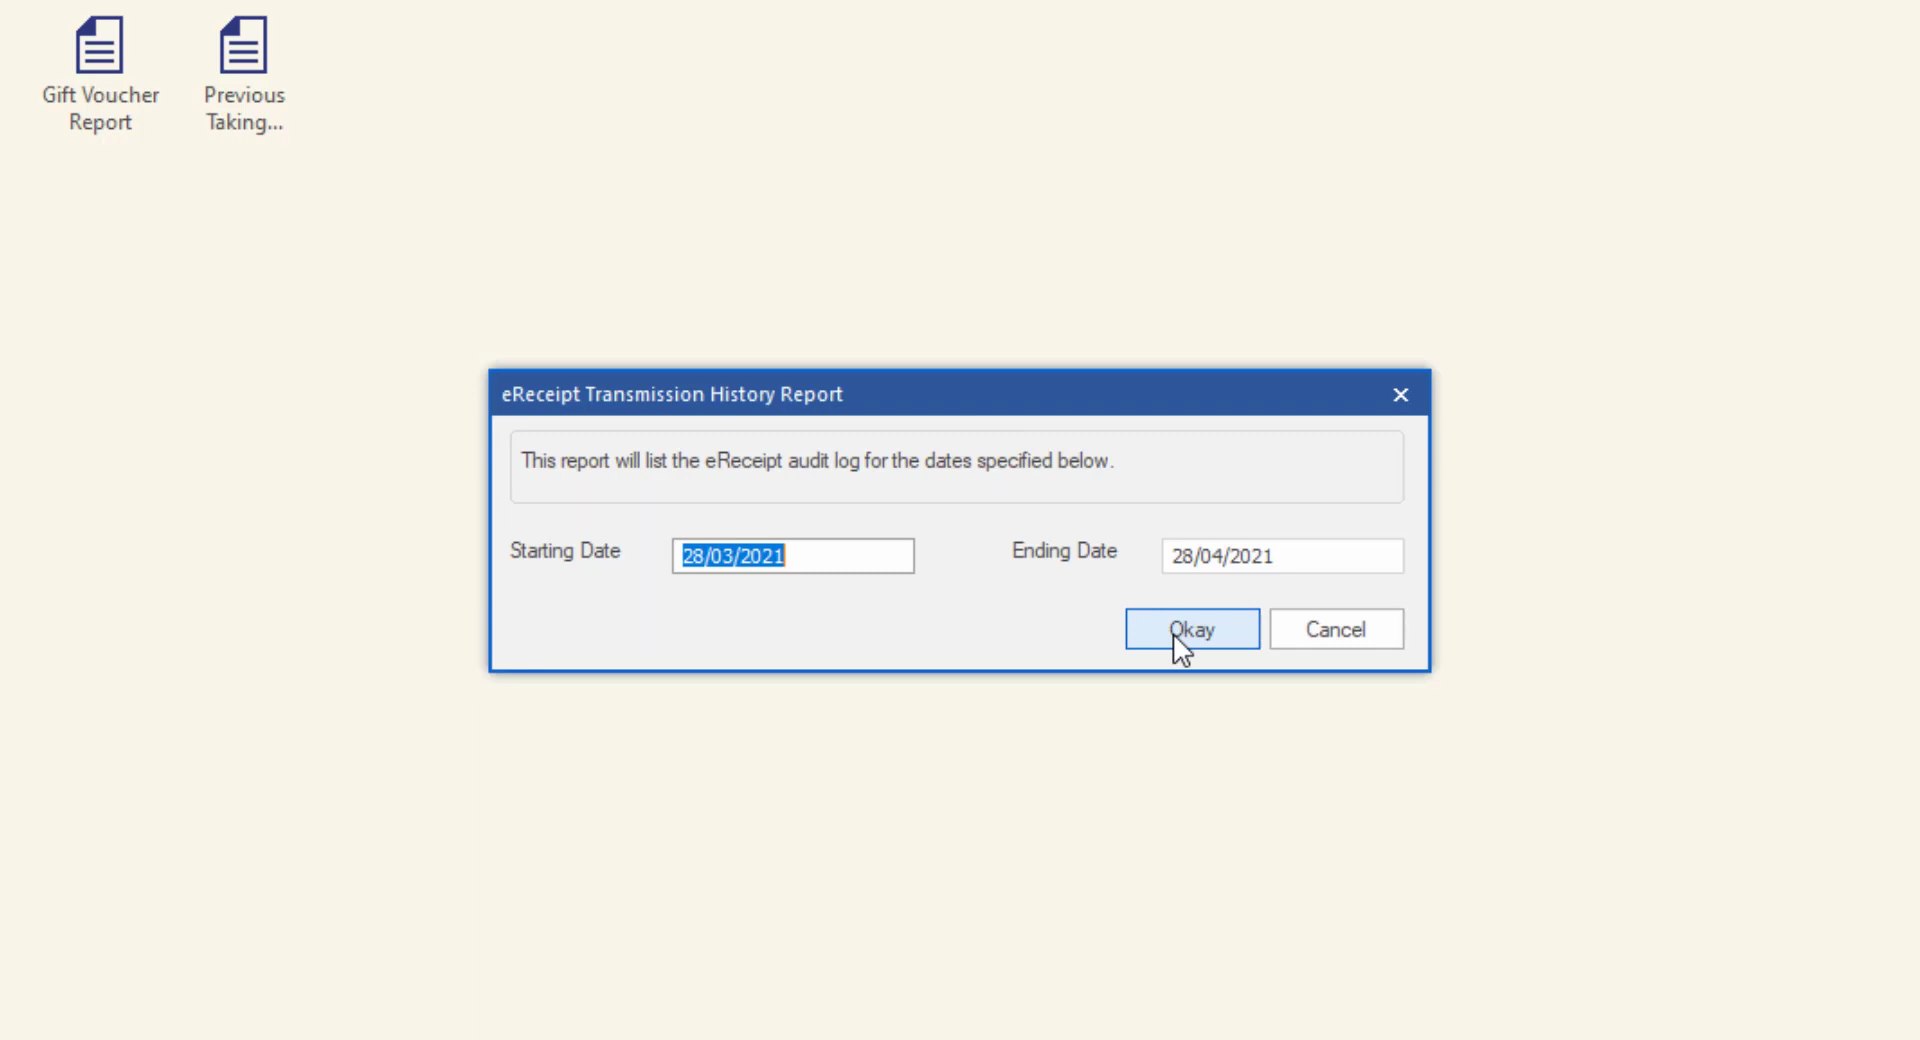 Gift Voucher
Report
Previous
Taking...
eReceipt Transmission History Report
This report will list the eReceipt audit log for the dates specified below.
Starting Date
28/03/2021
Ending Date
28/04/2021
Okay
Cancel